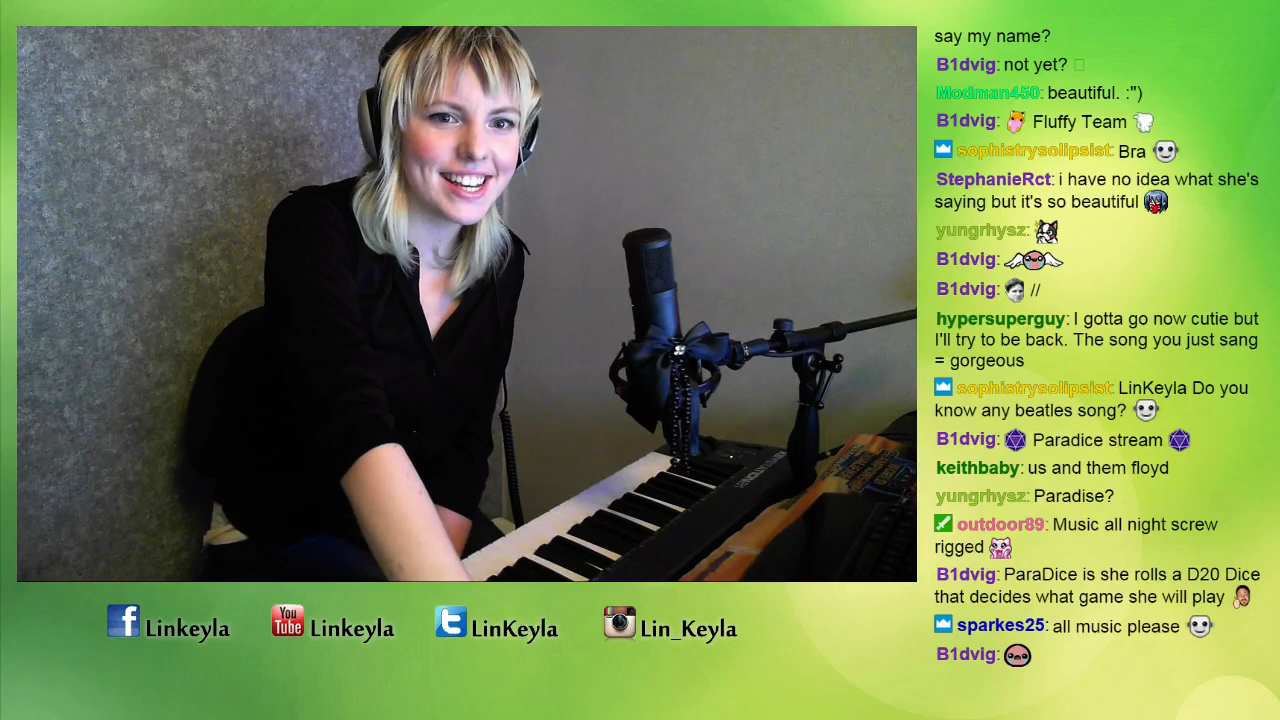 say my name?
B1dvig: not yet?
Modman450: beautiful. :")
B1dvig: Fluffy Team
sophistrysolipsist: Bra
StephanieRct: i have no idea what she's
saying but it's so beautiful
yungrhysz:
B1dvig:
B1dvig: //
hypersuperguy: I gotta go now cutie but
I'll try to be back. The song you just sang
= gorgeous
sophistrysolipsist: LinKeyla Do you
know any beatles song?
B1dvig: Paradice stream
keithbaby: us and them floyd
yungrhysz: Paradise?
outdoor89: Music all night screw
rigged
B1dvig: ParaDice is she rolls a D20 Dice
that decides what game she will play
sparkes25: all music please
B1dvig:
f Linkeyla
You Tube Linkeyla
t LinKeyla
Lin_Keyla